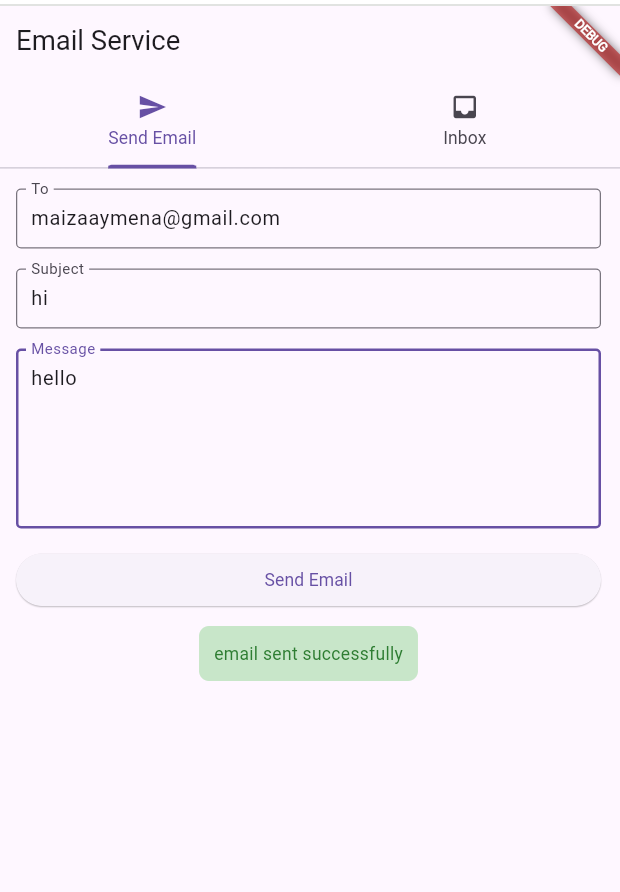 Email Service
DEBUG
Send Email
Inbox
To
maizaaymena@gmail.com
Subject
hi
Message
hello
Send Email
email sent successfully